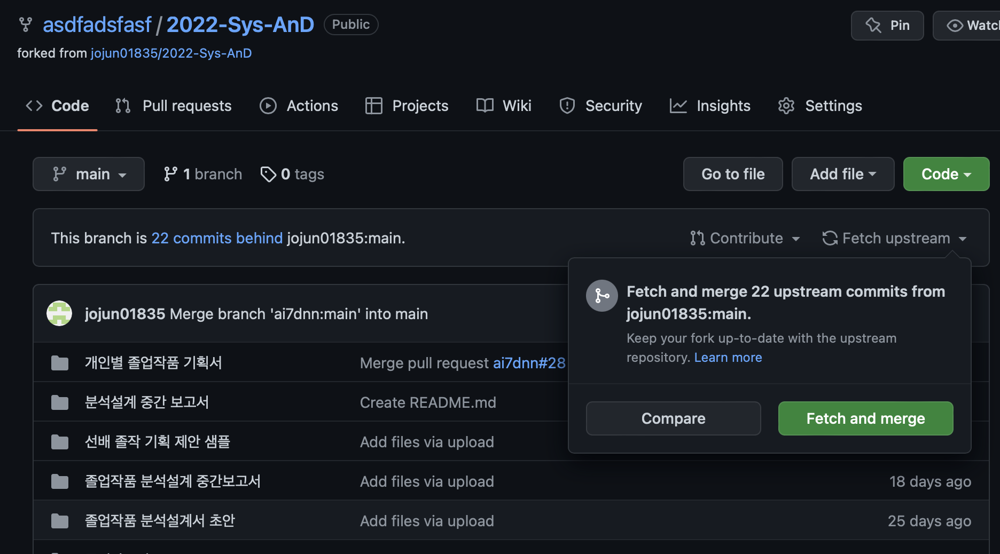 asdfadsfasf / 2022-Sys-AnD Public
Pin
Watch
forked from jojun01835/2022-Sys-AnD
Code
Pull requests
Actions
Projects
Wiki
Security
Insights
Settings
main
1 branch
0 tags
Go to file
Add file
Code
This branch is 22 commits behind jojun01835:main.
Contribute
Fetch upstream
Fetch and merge 22 upstream commits from
jojun01835:main.
Keep your fork up-to-date with the upstream
repository. Learn more
Compare
Fetch and merge
jojun01835 Merge branch 'ai7dnn:main' into main
개인별 졸업작품 기획서
Merge pull request ai7dnn#28
분석설계 중간 보고서
Create README.md
선배 졸작 기획 제안 샘플
Add files via upload
졸업작품 분석설계 중간보고서
Add files via upload
18 days ago
졸업작품 분석설계서 초안
Add files via upload
25 days ago